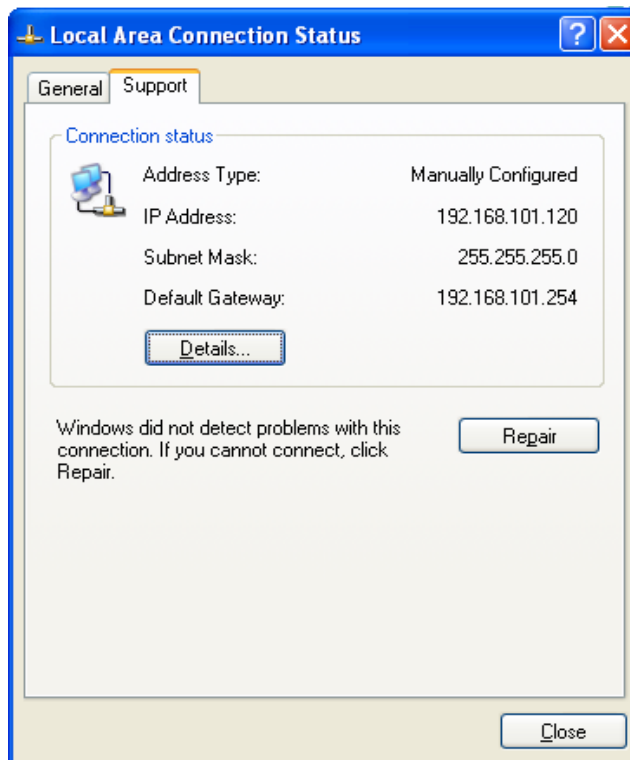 Local Area Connection Status
General Support
Connection status
Address Type: Manually Configured
IP Address: 192.168.101.120
Subnet Mask: 255.255.255.0
Default Gateway: 192.168.101.254
Details...
Windows did not detect problems with this
connection. If you cannot connect, click
Repair.
Repair
Close